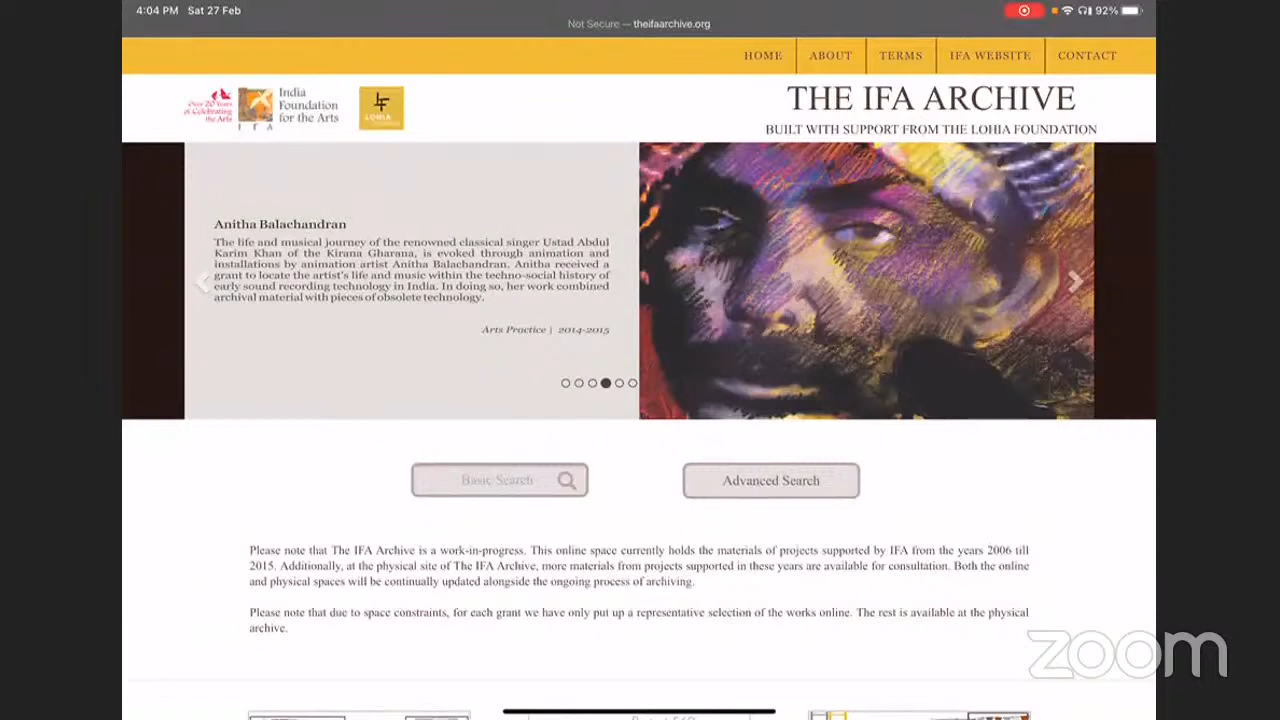 4:04 PM Sat 27 Feb
92%
Not Secure — theifaarchive.org
HOME ABOUT TERMS IFA WEBSITE CONTACT
Over 20 Years
of Celebrating
the Arts
India
Foundation
for the Arts
I F A
LOHIA
THE IFA ARCHIVE
BUILT WITH SUPPORT FROM THE LOHIA FOUNDATION
Anitha Balachandran
The life and musical journey of the renowned classical singer Ustad Abdul
Karim Khan of the Kirana Gharana, is evoked through animation and
installations by animation artist Anitha Balachandran. Anitha received a
grant to locate the artist's life and music within the techno-social history of
early sound recording technology in India. In doing so, her work combined
archival material with pieces of obsolete technology.
Arts Practice | 2014-2015
Basic Search
Advanced Search
Please note that The IFA Archive is a work-in-progress. This online space currently holds the materials of projects supported by IFA from the years 2006 till
2015. Additionally, at the physical site of The IFA Archive, more materials from projects supported in these years are available for consultation. Both the online
and physical spaces will be continually updated alongside the ongoing process of archiving.
Please note that due to space constraints, for each grant we have only put up a representative selection of the works online. The rest is available at the physical
archive.
zoom